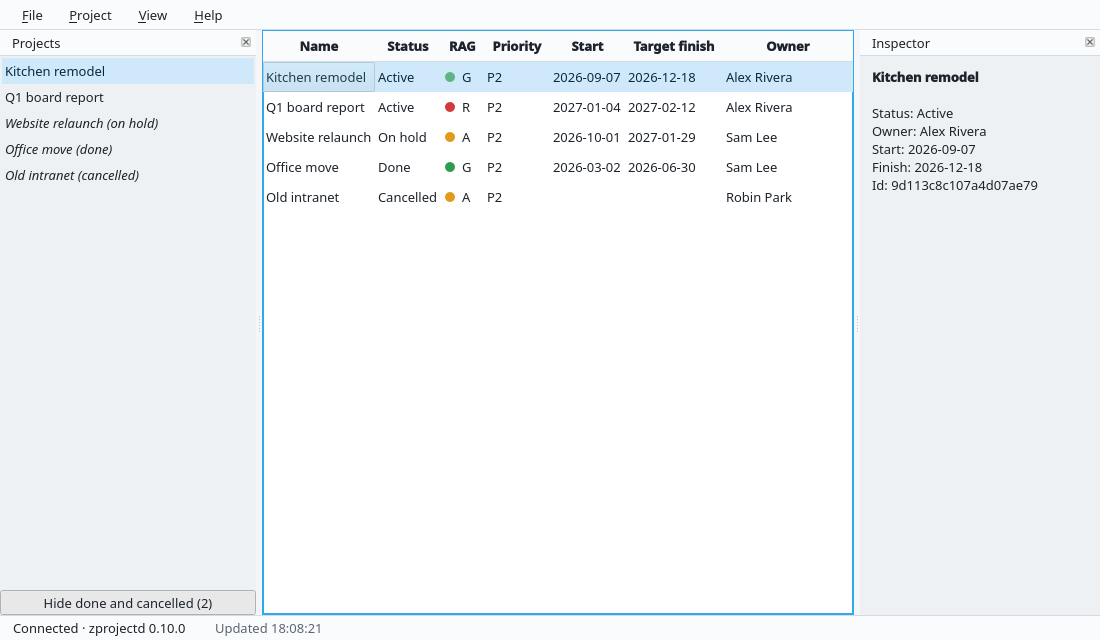 File Project View Help
Projects
Kitchen remodel
Q1 board report
Website relaunch (on hold)
Office move (done)
Old intranet (cancelled)
Hide done and cancelled (2)
Name Status RAG Priority Start Target finish Owner
Kitchen remodel Active G P2 2026-09-07 2026-12-18 Alex Rivera
Q1 board report Active R P2 2027-01-04 2027-02-12 Alex Rivera
Website relaunch On hold A P2 2026-10-01 2027-01-29 Sam Lee
Office move Done G P2 2026-03-02 2026-06-30 Sam Lee
Old intranet Cancelled A P2 Robin Park
Inspector
Kitchen remodel
Status: Active
Owner: Alex Rivera
Start: 2026-09-07
Finish: 2026-12-18
Id: 9d113c8c107a4d07ae79
Connected · zprojectd 0.10.0 Updated 18:08:21